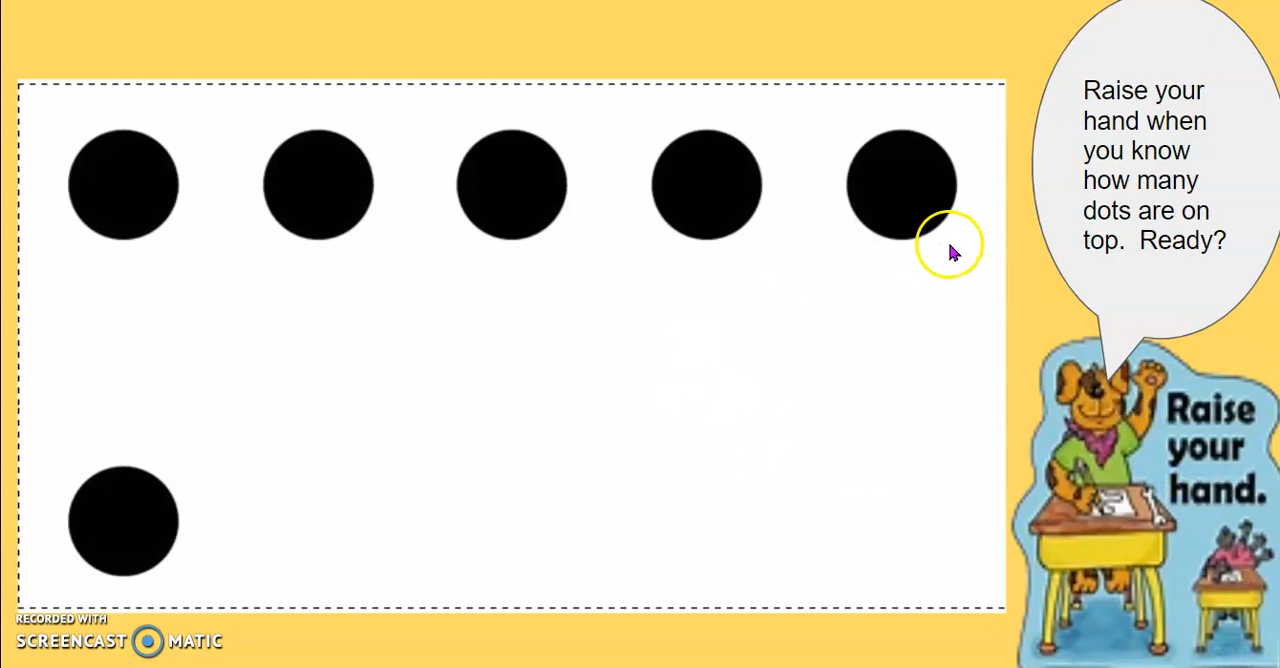 Raise your
hand when
you know
how many
dots are on
top.  Ready?
Raise
your
hand.
RECORDED WITH
SCREENCAST MATIC